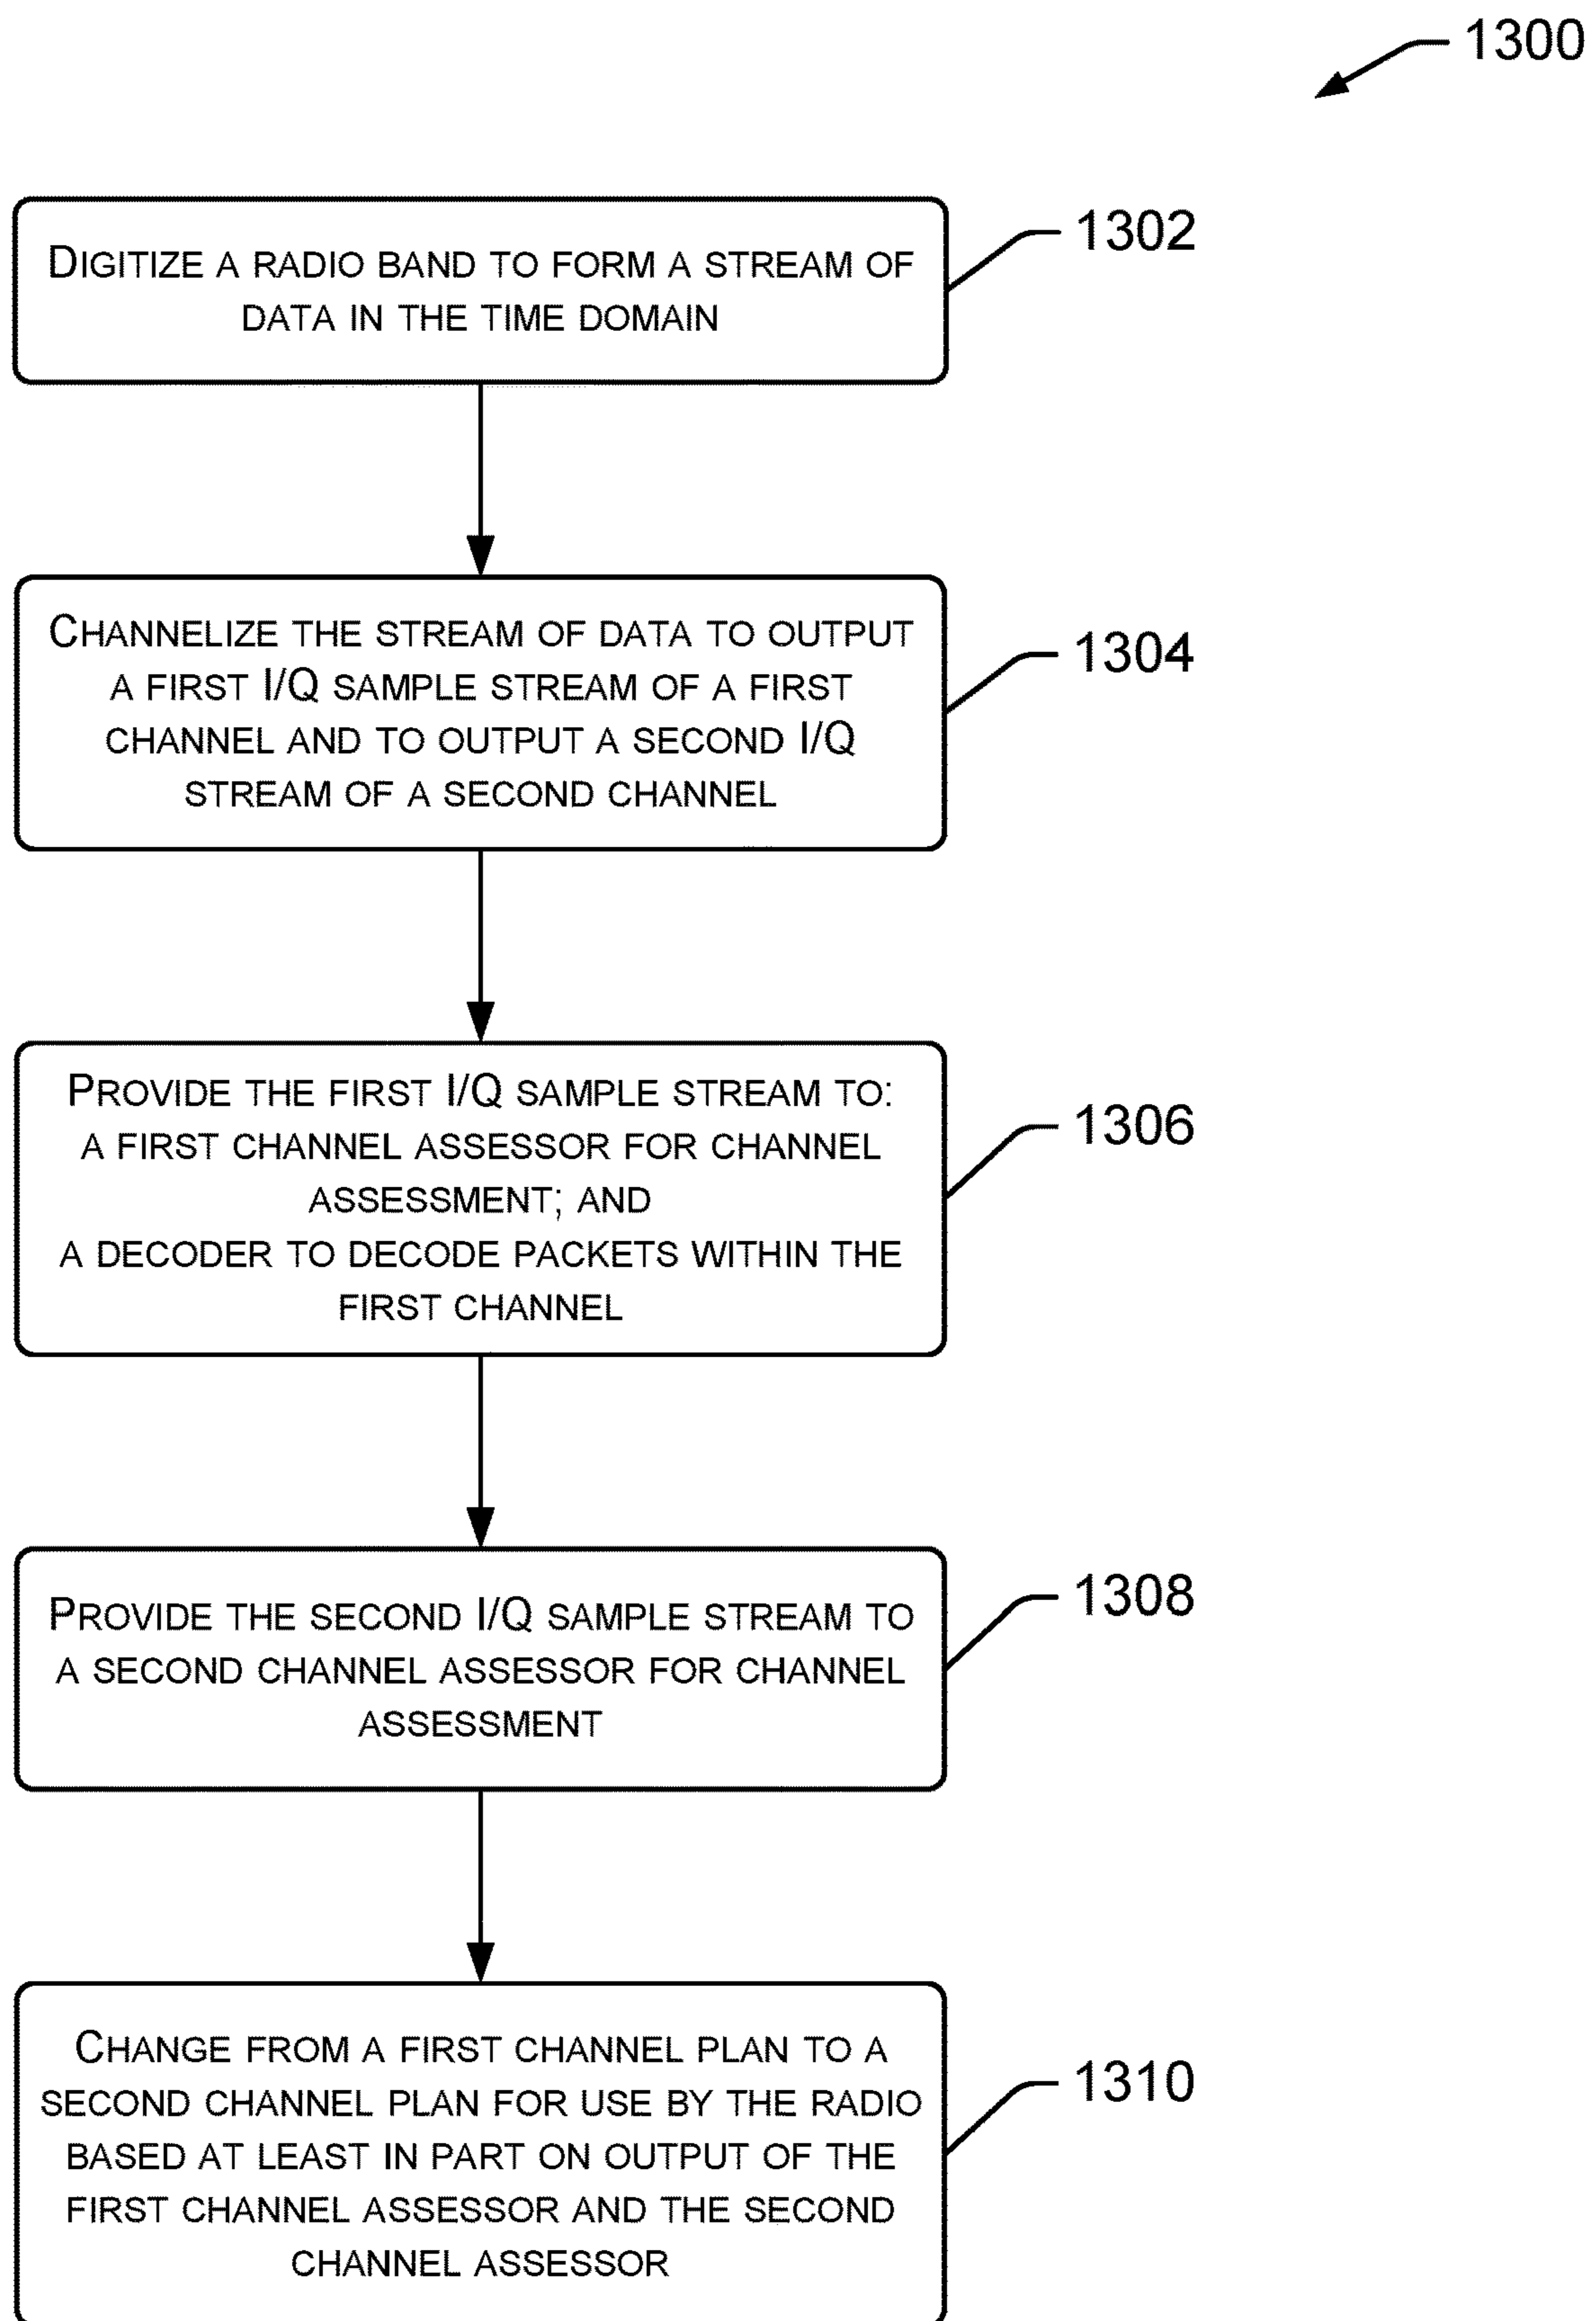 1300
DIGITIZE A RADIO BAND TO FORM A STREAM OF
DATA IN THE TIME DOMAIN
1302
CHANNELIZE THE STREAM OF DATA TO OUTPUT
A FIRST I/Q SAMPLE STREAM OF A FIRST
CHANNEL AND TO OUTPUT A SECOND I/Q
STREAM OF A SECOND CHANNEL
1304
PROVIDE THE FIRST I/Q SAMPLE STREAM TO:
A FIRST CHANNEL ASSESSOR FOR CHANNEL
ASSESSMENT; AND
A DECODER TO DECODE PACKETS WITHIN THE
FIRST CHANNEL
1306
PROVIDE THE SECOND I/Q SAMPLE STREAM TO
A SECOND CHANNEL ASSESSOR FOR CHANNEL
ASSESSMENT
1308
CHANGE FROM A FIRST CHANNEL PLAN TO A
SECOND CHANNEL PLAN FOR USE BY THE RADIO
BASED AT LEAST IN PART ON OUTPUT OF THE
FIRST CHANNEL ASSESSOR AND THE SECOND
CHANNEL ASSESSOR
1310